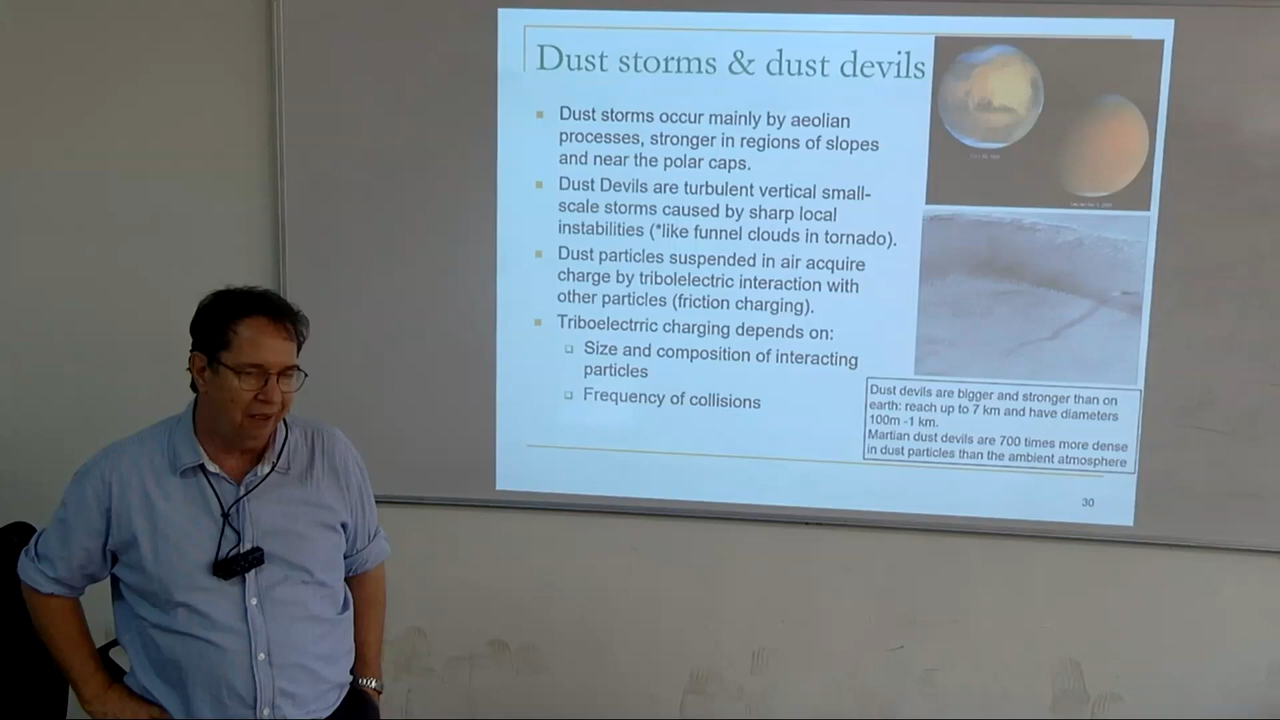 Dust storms & dust devils
Dust storms occur mainly by aeolian
processes, stronger in regions of slopes
and near the polar caps.
Dust Devils are turbulent vertical small-
scale storms caused by sharp local
instabilities (*like funnel clouds in tornado).
Dust particles suspended in air acquire
charge by tribolelectric interaction with
other particles (friction charging).
Triboelectrric charging depends on:
Size and composition of interacting
particles
Frequency of collisions
Dust devils are bigger and stronger than on
earth: reach up to 7 km and have diameters
100m -1 km.
Martian dust devils are 700 times more dense
in dust particles than the ambient atmosphere
30